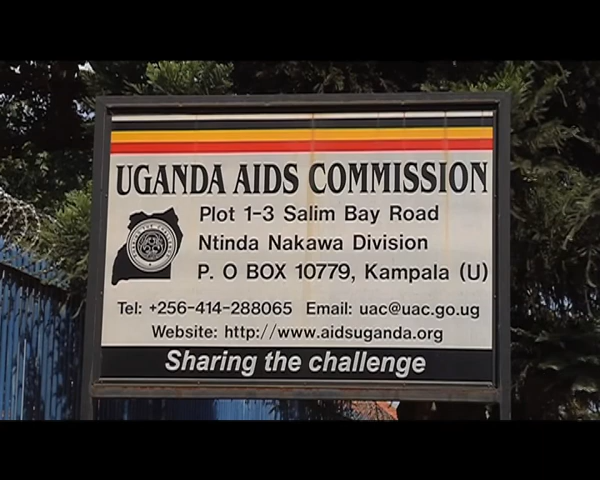 UGANDA AIDS COMMISSION
Plot 1-3 Salim Bay Road
Ntinda Nakawa Division
P. O BOX 10779, Kampala (U)
Tel: +256-414-288065 Email: uac@uac.go.ug
Website: http://www.aidsuganda.org
Sharing the challenge